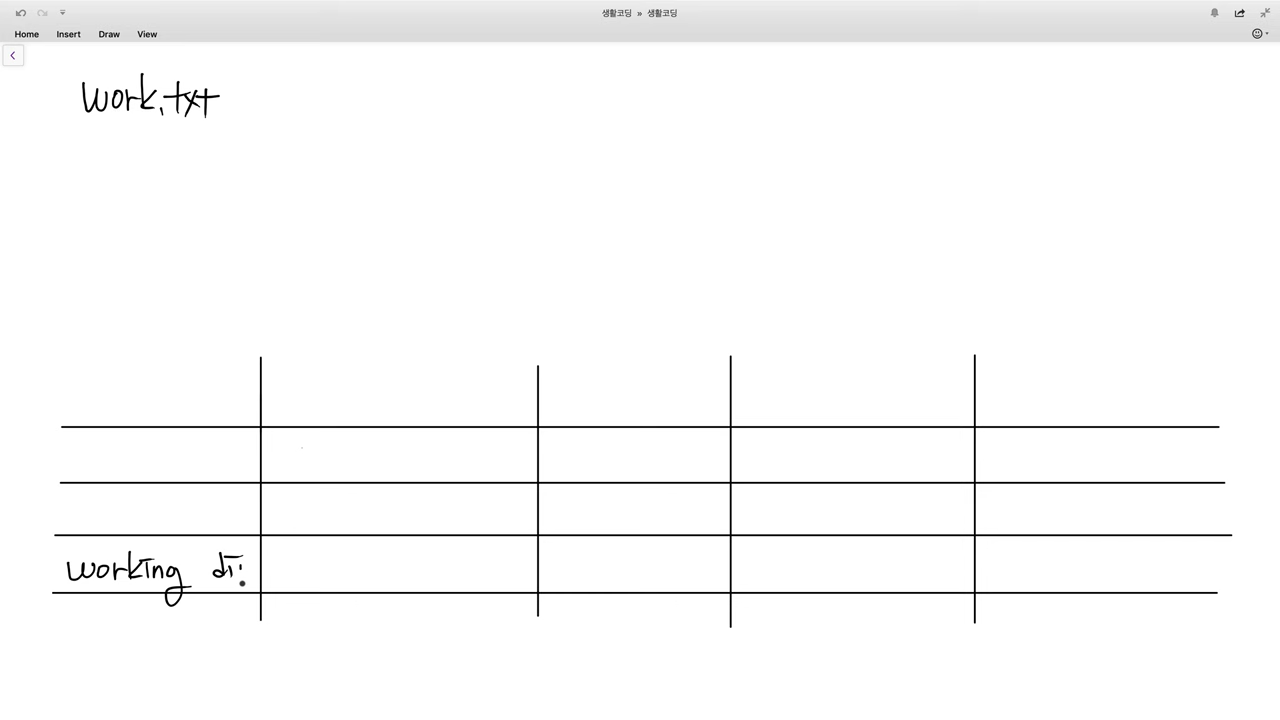 생활코딩 » 생활코딩
Home Insert Draw View
work.txt
working di